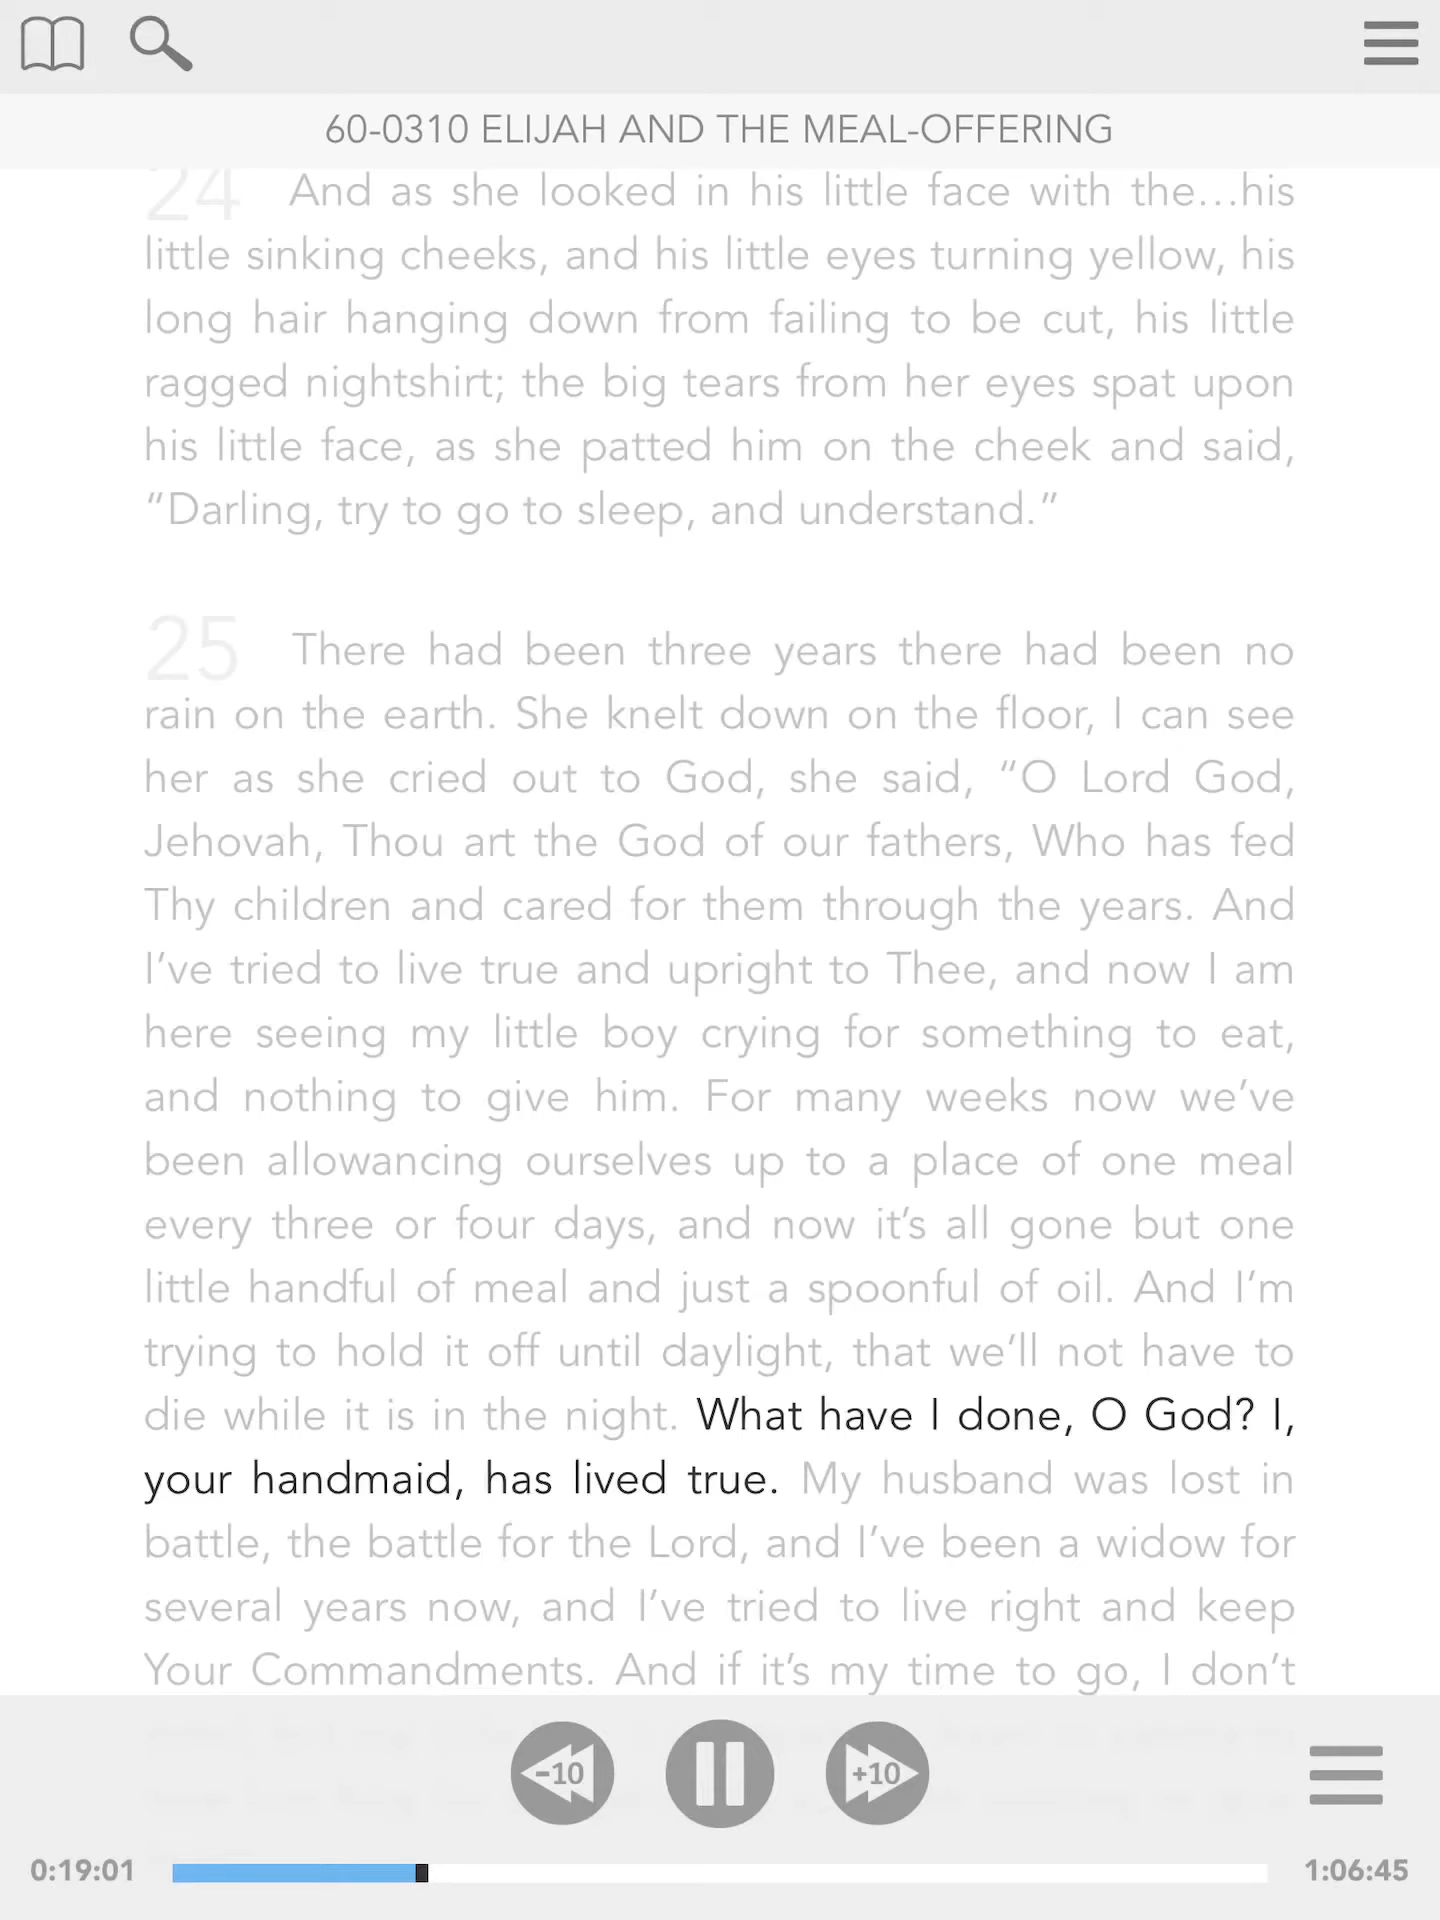 60-0310 ELIJAH AND THE MEAL-OFFERING
24 And as she looked in his little face with the…his
little sinking cheeks, and his little eyes turning yellow, his
long hair hanging down from failing to be cut, his little
ragged nightshirt; the big tears from her eyes spat upon
his little face, as she patted him on the cheek and said,
“Darling, try to go to sleep, and understand.”
25 There had been three years there had been no
rain on the earth. She knelt down on the floor, I can see
her as she cried out to God, she said, “O Lord God,
Jehovah, Thou art the God of our fathers, Who has fed
Thy children and cared for them through the years. And
I’ve tried to live true and upright to Thee, and now I am
here seeing my little boy crying for something to eat,
and nothing to give him. For many weeks now we’ve
been allowancing ourselves up to a place of one meal
every three or four days, and now it’s all gone but one
little handful of meal and just a spoonful of oil. And I’m
trying to hold it off until daylight, that we’ll not have to
die while it is in the night. What have I done, O God? I,
your handmaid, has lived true. My husband was lost in
battle, the battle for the Lord, and I’ve been a widow for
several years now, and I’ve tried to live right and keep
Your Commandments. And if it’s my time to go, I don’t
-10 +10
0:19:01 1:06:45